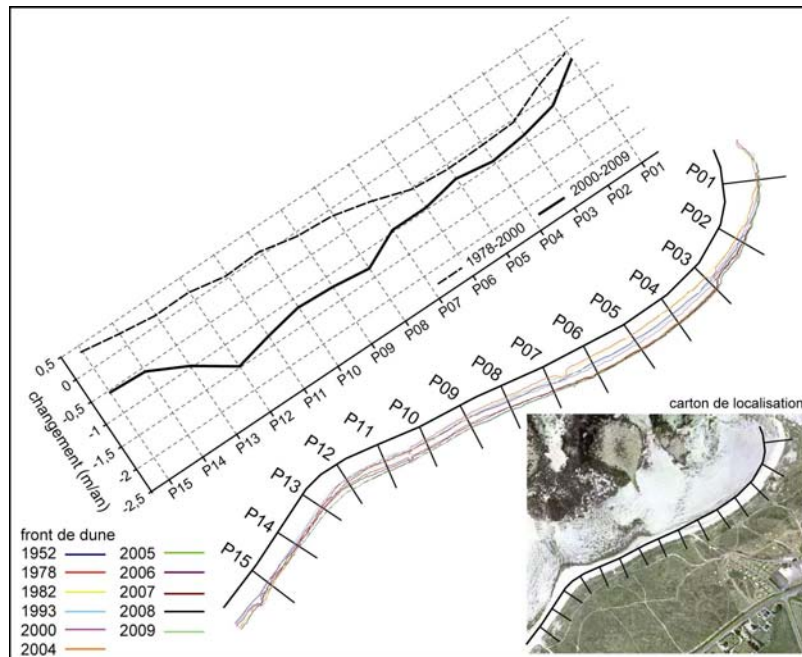 0.5
0
-0.5
-1
-1.5
-2
-2.5
changement (m/an)
P15
P14
P13
P12
P11
P10
P09
P08
P07
P06
P05
P04
P03
P02
P01
1978-2000
2000-2009
P01
P02
P03
P04
P05
P06
P07
P08
P09
P10
P11
P12
P13
P14
P15
carton de localisation
front de dune
1952
1978
1982
1993
2000
2004
2005
2006
2007
2008
2009